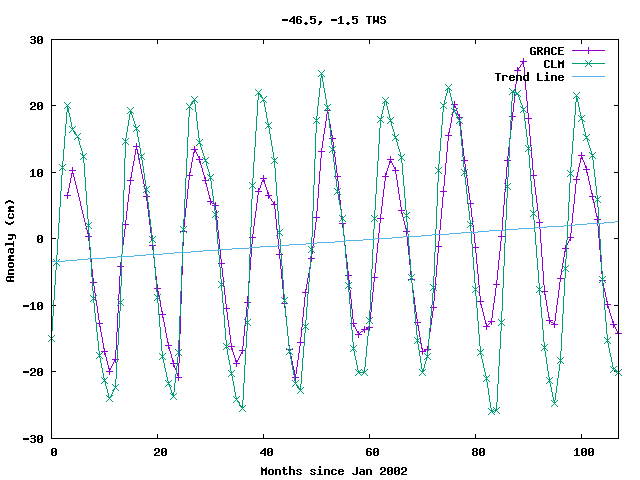 -46.5, -1.5 TWS
30
20
10
0
-10
-20
-30
Anomaly (cm)
GRACE
CLM
Trend Line
0 20 40 60 80 100
Months since Jan 2002